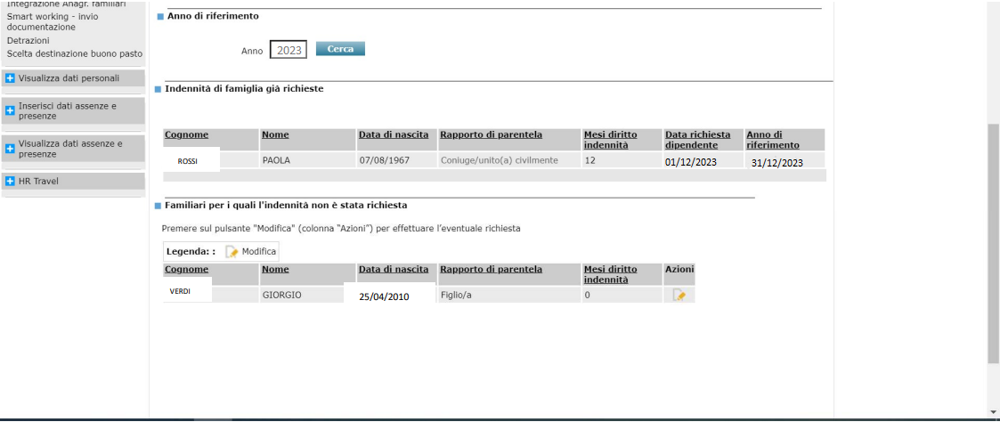 Integrazione Anagr. familiari
Smart working - invio
documentazione
Detrazioni
Scelta destinazione buono pasto
Visualizza dati personali
Inserisci dati assenze e
presenze
Visualizza dati assenze e
presenze
HR Travel
Anno di riferimento
Anno 2023 Cerca
Indennità di famiglia già richieste
Cognome Nome Data di nascita Rapporto di parentela Mesi diritto indennità Data richiesta dipendente Anno di riferimento
ROSSI PAOLA 07/08/1967 Coniuge/unito(a) civilmente 12 01/12/2023 31/12/2023
Familiari per i quali l'indennità non è stata richiesta
Premere sul pulsante "Modifica" (colonna "Azioni") per effettuare l'eventuale richiesta
Legenda: : Modifica
Cognome Nome Data di nascita Rapporto di parentela Mesi diritto indennità Azioni
VERDI GIORGIO 25/04/2010 Figlio/a 0